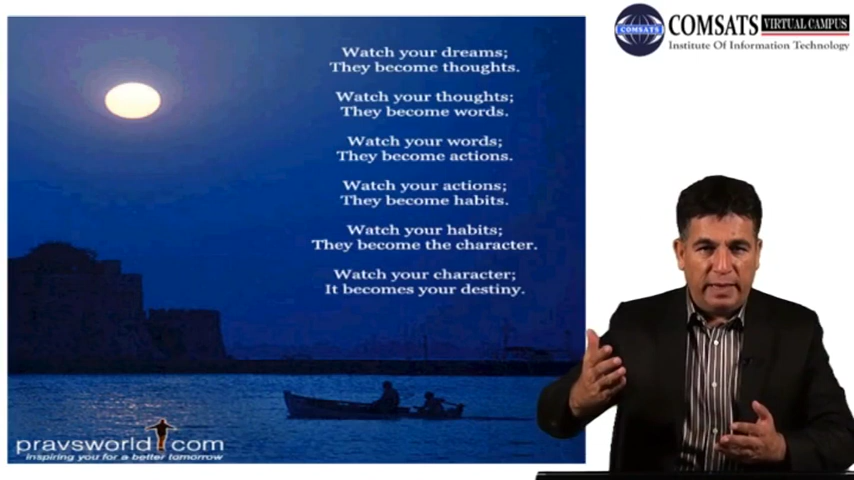 Watch your dreams;
They become thoughts.
Watch your thoughts;
They become words.
Watch your words;
They become actions.
Watch your actions;
They become habits.
Watch your habits;
They become the character.
Watch your character;
It becomes your destiny.
pravsworld.com
inspiring you for a better tomorrow
COMSATS
COMSATS VIRTUAL CAMPUS
Institute Of Information Technology